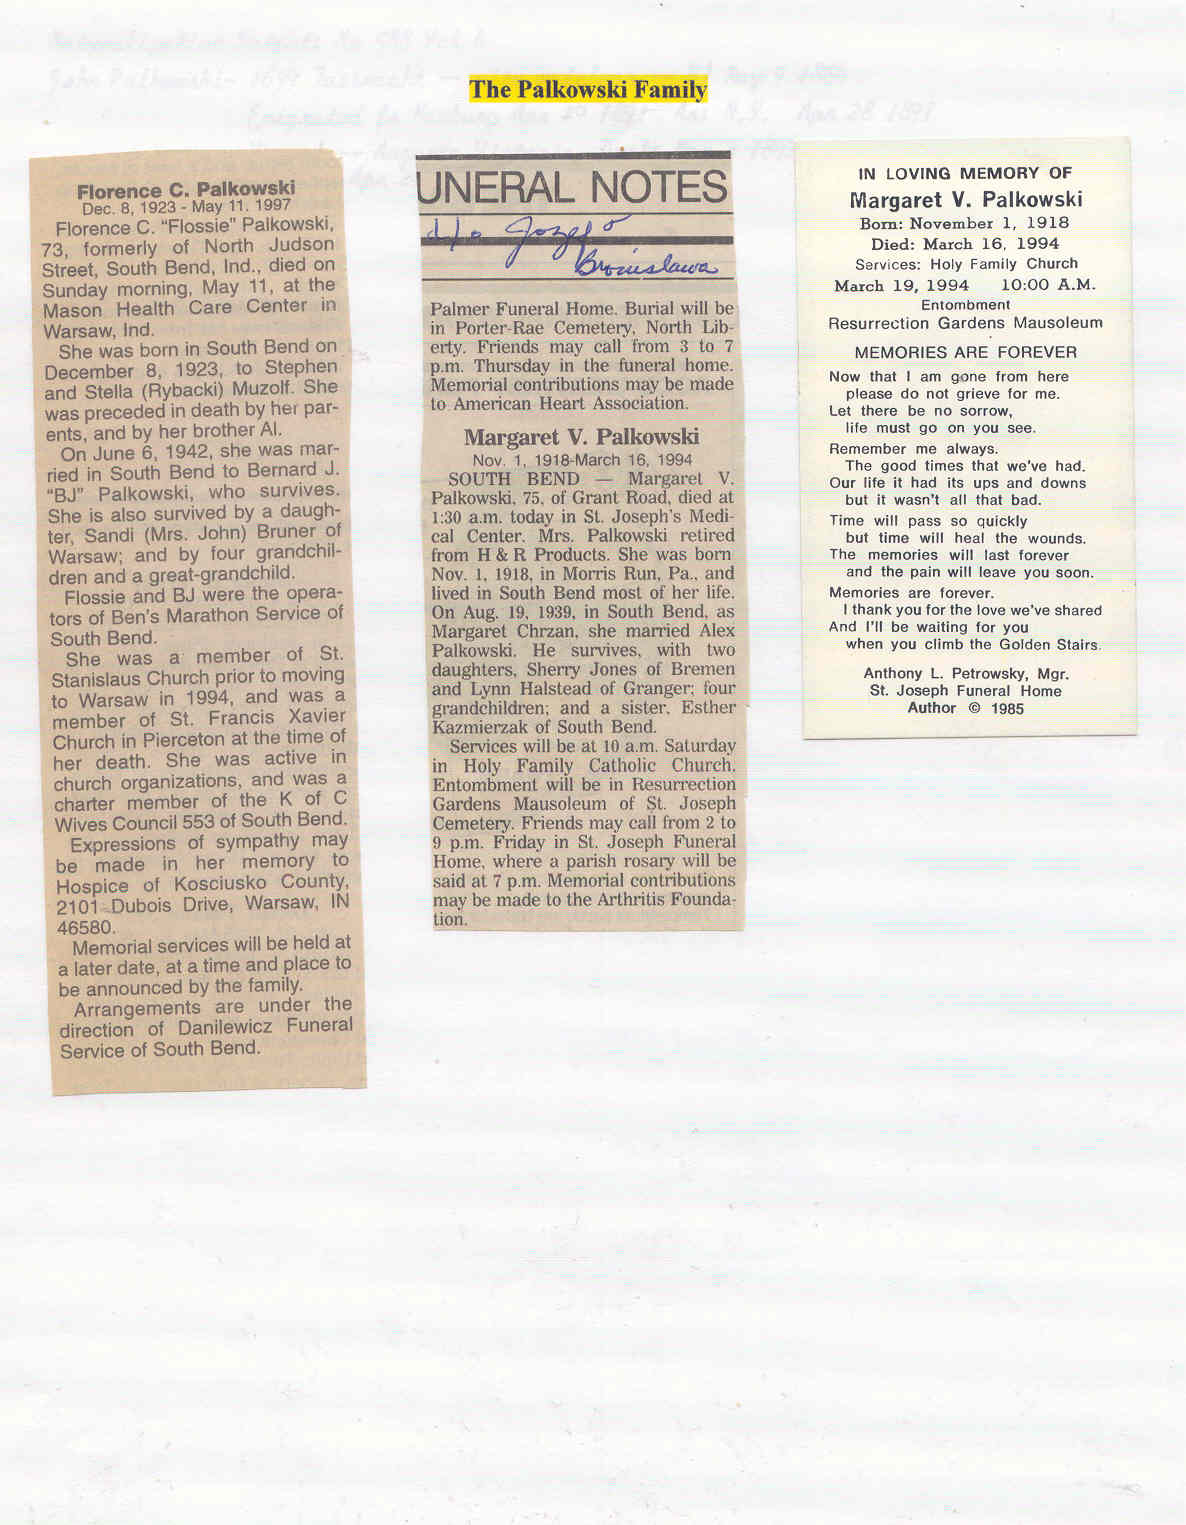 The Palkowski Family
Florence C. Palkowski
Dec. 8, 1923 - May 11, 1997
Florence C. "Flossie" Palkowski,
73, formerly of North Judson
Street, South Bend, Ind., died on
Sunday morning, May 11, at the
Mason Health Care Center in
Warsaw, Ind.
She was born in South Bend on
December 8, 1923, to Stephen
and Stella (Rybacki) Muzolf. She
was preceded in death by her par-
ents, and by her brother Al.
On June 6, 1942, she was mar-
ried in South Bend to Bernard J.
"BJ" Palkowski, who survives.
She is also survived by a daugh-
ter, Sandi (Mrs. John) Bruner of
Warsaw; and by four grandchil-
dren and a great-grandchild.
Flossie and BJ were the opera-
tors of Ben's Marathon Service of
South Bend.
She was a member of St.
Stanislaus Church prior to moving
to Warsaw in 1994, and was a
member of St. Francis Xavier
Church in Pierceton at the time of
her death. She was active in
church organizations, and was a
charter member of the K of C
Wives Council 553 of South Bend.
Expressions of sympathy may
be made in her memory to
Hospice of Kosciusko County,
2101 Dubois Drive, Warsaw, IN
46580.
Memorial services will be held at
a later date, at a time and place to
be announced by the family.
Arrangements are under the
direction of Danilewicz Funeral
Service of South Bend.
UNERAL NOTES
d/o Jozef &
Bronislawa
Palmer Funeral Home. Burial will be
in Porter-Rae Cemetery, North Lib-
erty. Friends may call from 3 to 7
p.m. Thursday in the funeral home.
Memorial contributions may be made
to American Heart Association.
Margaret V. Palkowski
Nov. 1, 1918-March 16, 1994
SOUTH BEND — Margaret V.
Palkowski, 75, of Grant Road, died at
1:30 a.m. today in St. Joseph's Medi-
cal Center. Mrs. Palkowski retired
from H & R Products. She was born
Nov. 1, 1918, in Morris Run, Pa., and
lived in South Bend most of her life.
On Aug. 19, 1939, in South Bend, as
Margaret Chrzan, she married Alex
Palkowski. He survives, with two
daughters, Sherry Jones of Bremen
and Lynn Halstead of Granger; four
grandchildren; and a sister, Esther
Kazmierzak of South Bend.
Services will be at 10 a.m. Saturday
in Holy Family Catholic Church.
Entombment will be in Resurrection
Gardens Mausoleum of St. Joseph
Cemetery. Friends may call from 2 to
9 p.m. Friday in St. Joseph Funeral
Home, where a parish rosary will be
said at 7 p.m. Memorial contributions
may be made to the Arthritis Founda-
tion.
IN LOVING MEMORY OF
Margaret V. Palkowski
Born: November 1, 1918
Died: March 16, 1994
Services: Holy Family Church
March 19, 1994 10:00 A.M.
Entombment
Resurrection Gardens Mausoleum
MEMORIES ARE FOREVER
Now that I am gone from here
please do not grieve for me.
Let there be no sorrow,
life must go on you see.
Remember me always.
The good times that we've had.
Our life it had its ups and downs
but it wasn't all that bad.
Time will pass so quickly
but time will heal the wounds.
The memories will last forever
and the pain will leave you soon.
Memories are forever.
I thank you for the love we've shared
And I'll be waiting for you
when you climb the Golden Stairs.
Anthony L. Petrowsky, Mgr.
St. Joseph Funeral Home
Author © 1985